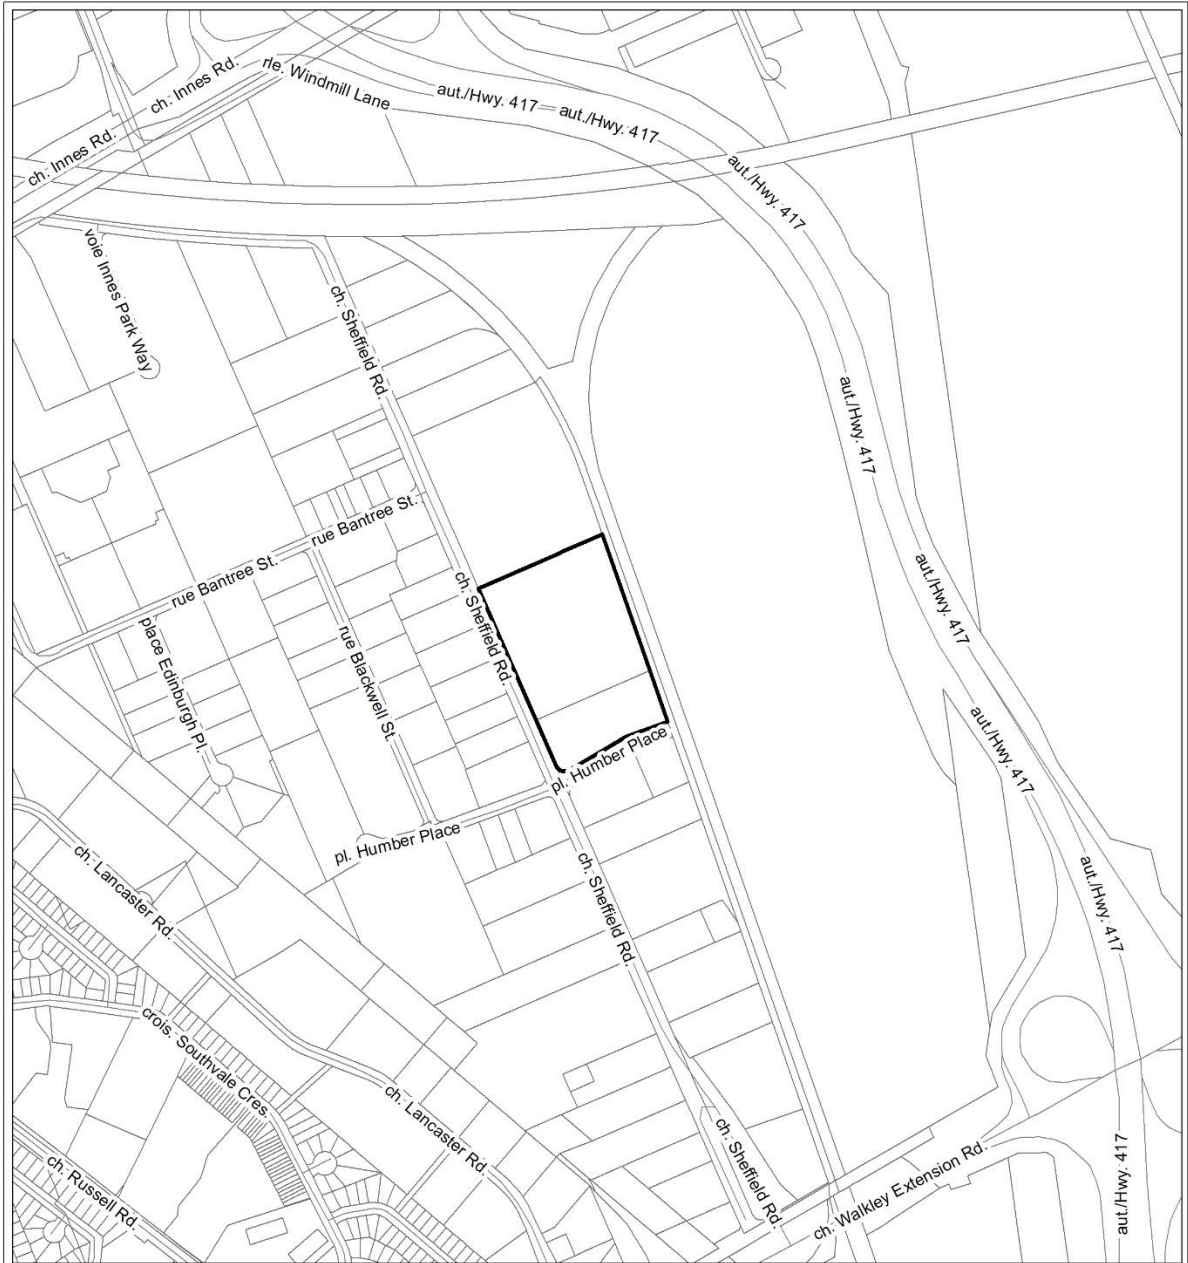 ch. Innes Rd.
rle. Windmill Lane
aut./Hwy. 417
aut./Hwy. 417
ch. Innes Rd.
aut./Hwy. 417
voie Innes Park Way
ch. Sheffield Rd.
aut./Hwy. 417
rue Bantree St.
rue Bantree St.
ch. Sheffield Rd.
aut./Hwy. 417
place Edinburgh Pl.
rue Blackwell St.
aut./Hwy. 417
pl. Humber Place
pl. Humber Place
ch. Lancaster Rd.
ch. Sheffield Rd.
aut./Hwy. 417
crois. Southvale Cres.
ch. Lancaster Rd.
ch. Russell Rd.
ch. Sheffield Rd.
ch. Walkley Extension Rd.
aut./Hwy. 417